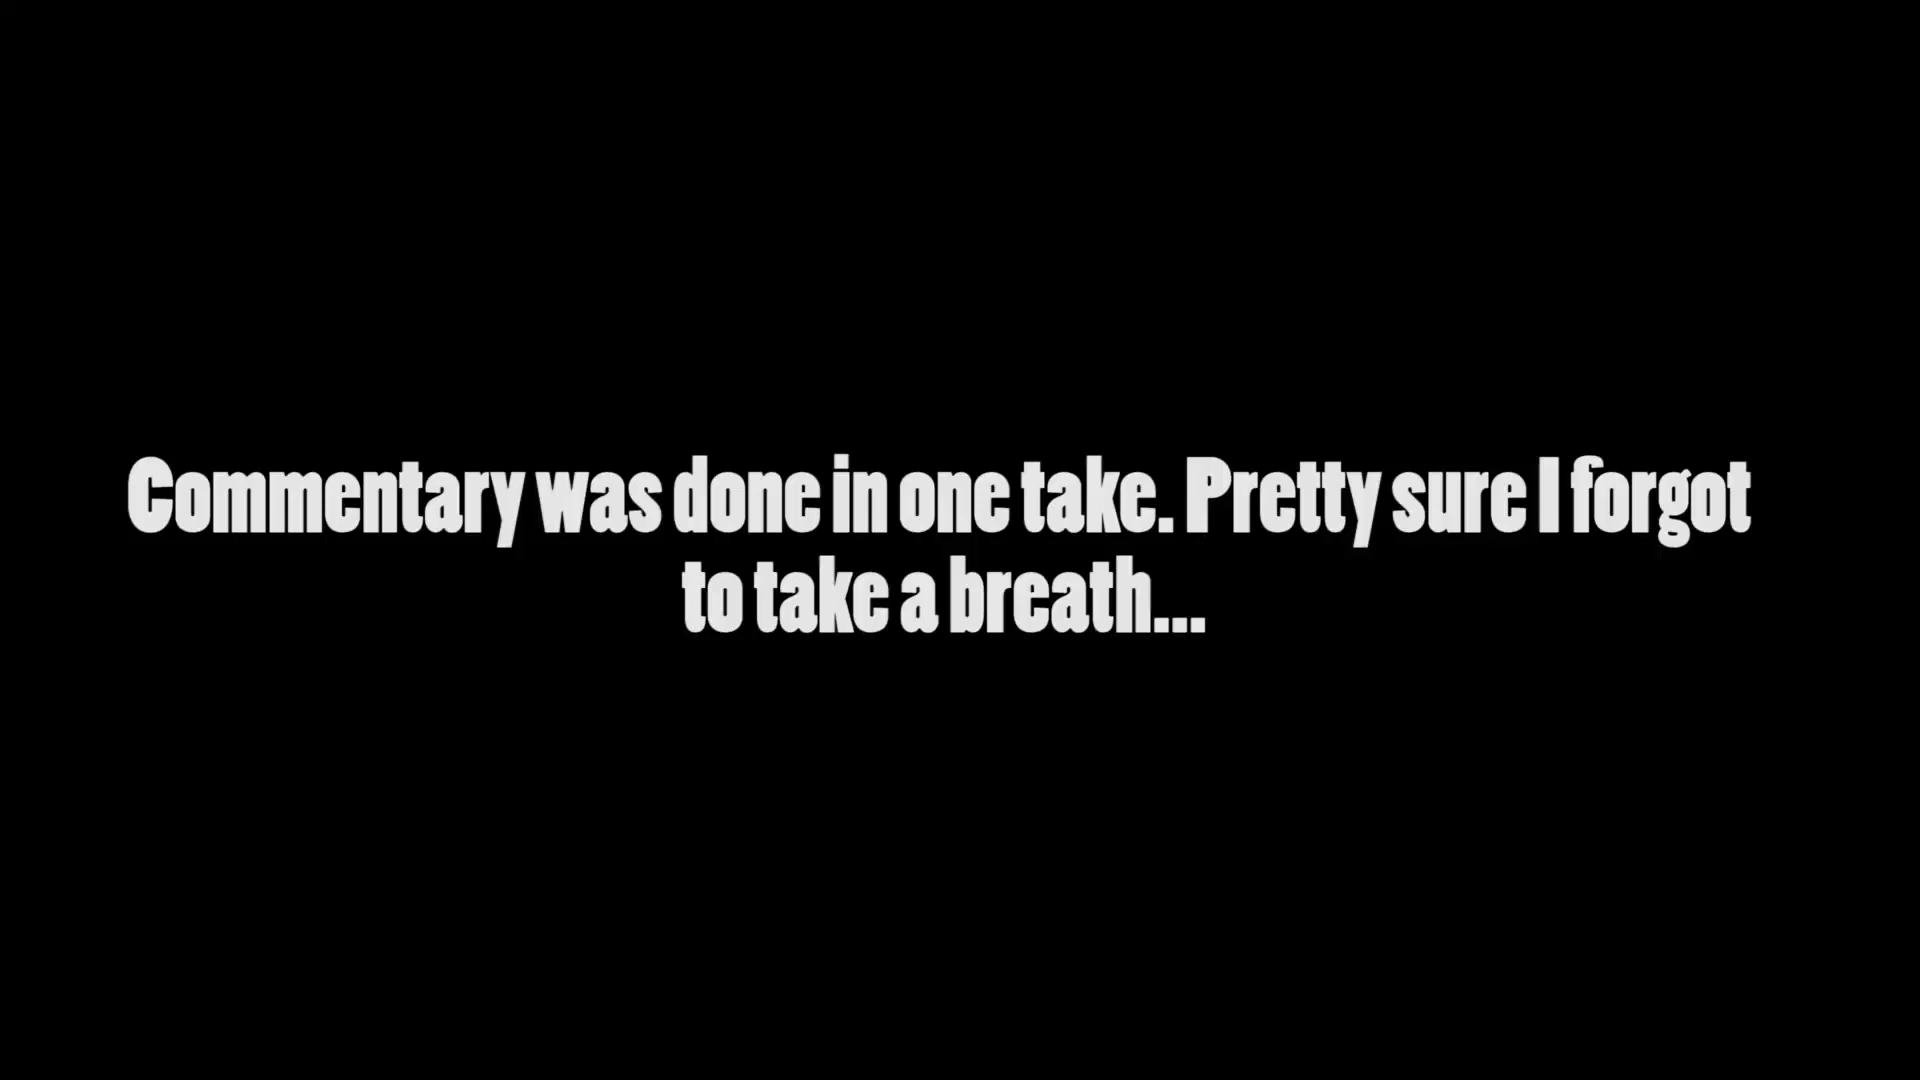 Commentary was done in one take. Pretty sure I forgot
to take a breath...